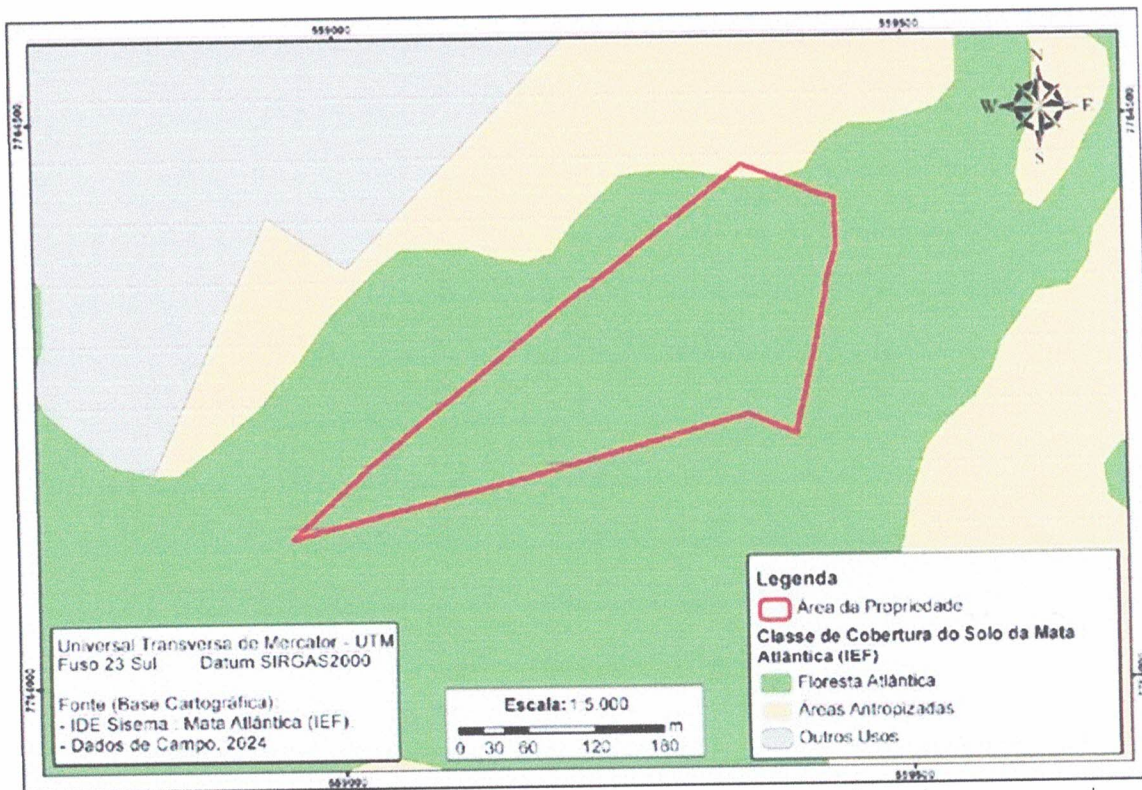 559000
559500
7764500
7764500
N
W E
S
Universal Transversa de Mercator - UTM
Fuso 23 Sul Datum SIRGAS2000
Fonte (Base Cartográfica):
- IDE Sisema : Mata Atlântica (IEF)
- Dados de Campo, 2024
Escala: 1:5.000
m
0 30 60 120 180
Legenda
Área da Propriedade
Classe de Cobertura do Solo da Mata
Atlântica (IEF)
Floresta Atlântica
Áreas Antropizadas
Outros Usos
7764000
559000
559500